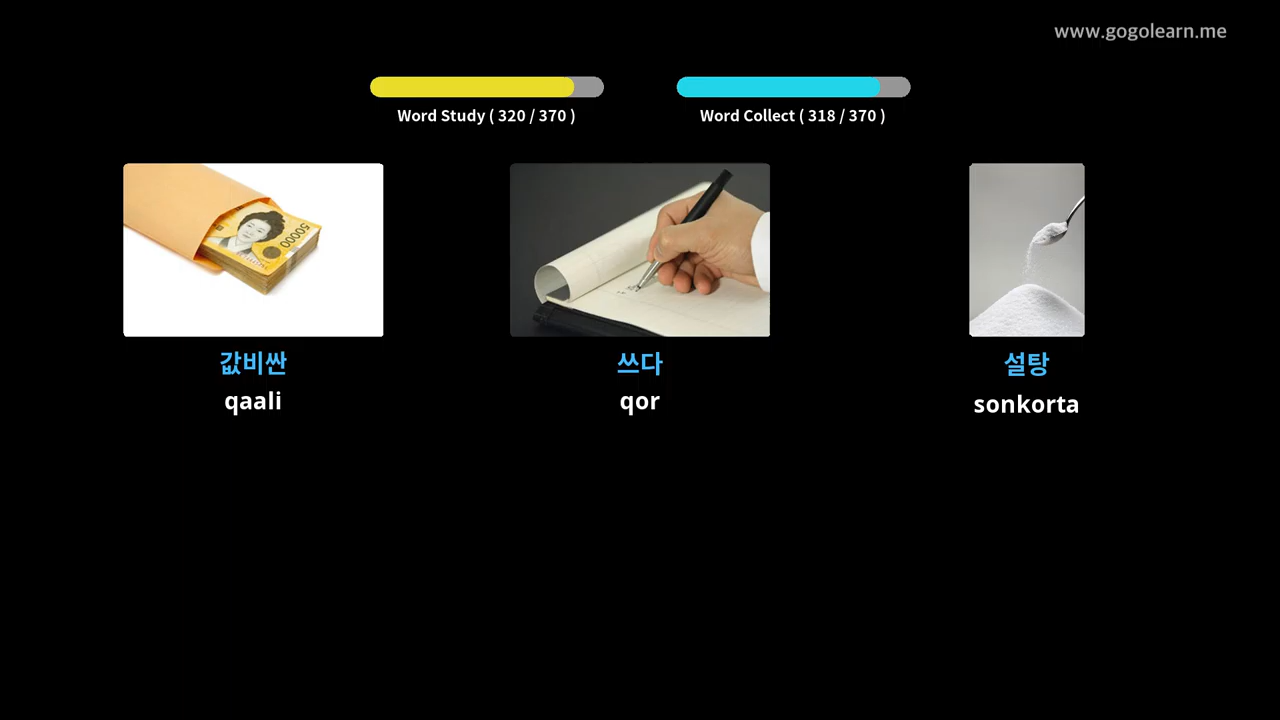 www.gogolearn.me
Word Study ( 320 / 370 )
Word Collect ( 318 / 370 )
50000
값비싼
쓰다
설탕
qaali
qor
sonkorta